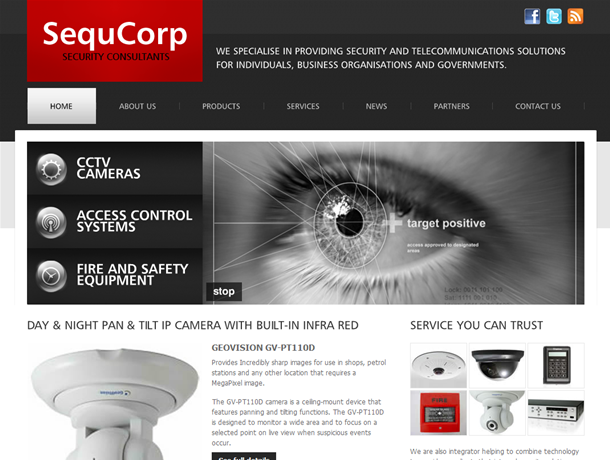 SequCorp
SECURITY CONSULTANTS
WE SPECIALISE IN PROVIDING SECURITY AND TELECOMMUNICATIONS SOLUTIONS
FOR INDIVIDUALS, BUSINESS ORGANISATIONS AND GOVERNMENTS.
HOME
ABOUT US
PRODUCTS
SERVICES
NEWS
PARTNERS
CONTACT US
CCTV
CAMERAS
ACCESS CONTROL
SYSTEMS
FIRE AND SAFETY
EQUIPMENT
target positive
access approved to designated
areas
stop
DAY & NIGHT PAN & TILT IP CAMERA WITH BUILT-IN INFRA RED
GEOVISION GV-PT110D
Provides Incredibly sharp images for use in shops, petrol
stations and any other location that requires a
MegaPixel image.
The GV-PT110D camera is a ceiling-mount device that
features panning and tilting functions. The GV-PT110D
is designed to monitor a wide area and to focus on a
selected point on live view when suspicious events
occur.
See full details
SERVICE YOU CAN TRUST
FIRE
We are also integrator helping to combine technology